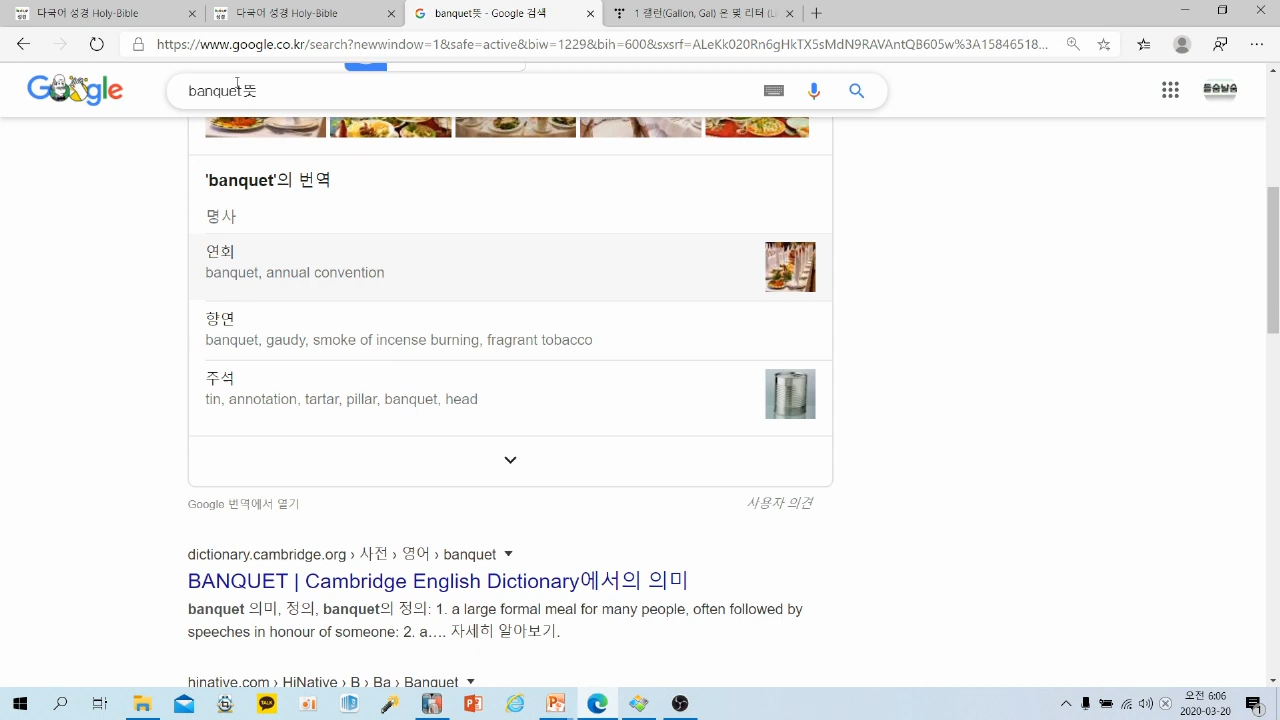 다국어 성경 Holy-Bible
다국어 성경 Holy-Bible
banquet뜻 - Google 검색
1 갤런(Gallon, Gal) 은 몇 리터 (Li
https://www.google.co.kr/search?newwindow=1&safe=active&biw=1229&bih=600&sxsrf=ALeKk020Rn6gHkTX5sMdN9RAVAntQB605w%3A15846518...
Google
banquet뜻
'banquet'의 번역
명사
연회
banquet, annual convention
향연
banquet, gaudy, smoke of incense burning, fragrant tobacco
주석
tin, annotation, tartar, pillar, banquet, head
Google 번역에서 열기
사용자 의견
dictionary.cambridge.org › 사전 › 영어 › banquet
BANQUET | Cambridge English Dictionary에서의 의미
banquet 의미, 정의, banquet의 정의: 1. a large formal meal for many people, often followed by
speeches in honour of someone: 2. a…. 자세히 알아보기.
hinative.com › HiNative › B › Ba › Banquet
TALK
오전 6:06
2020-03-20